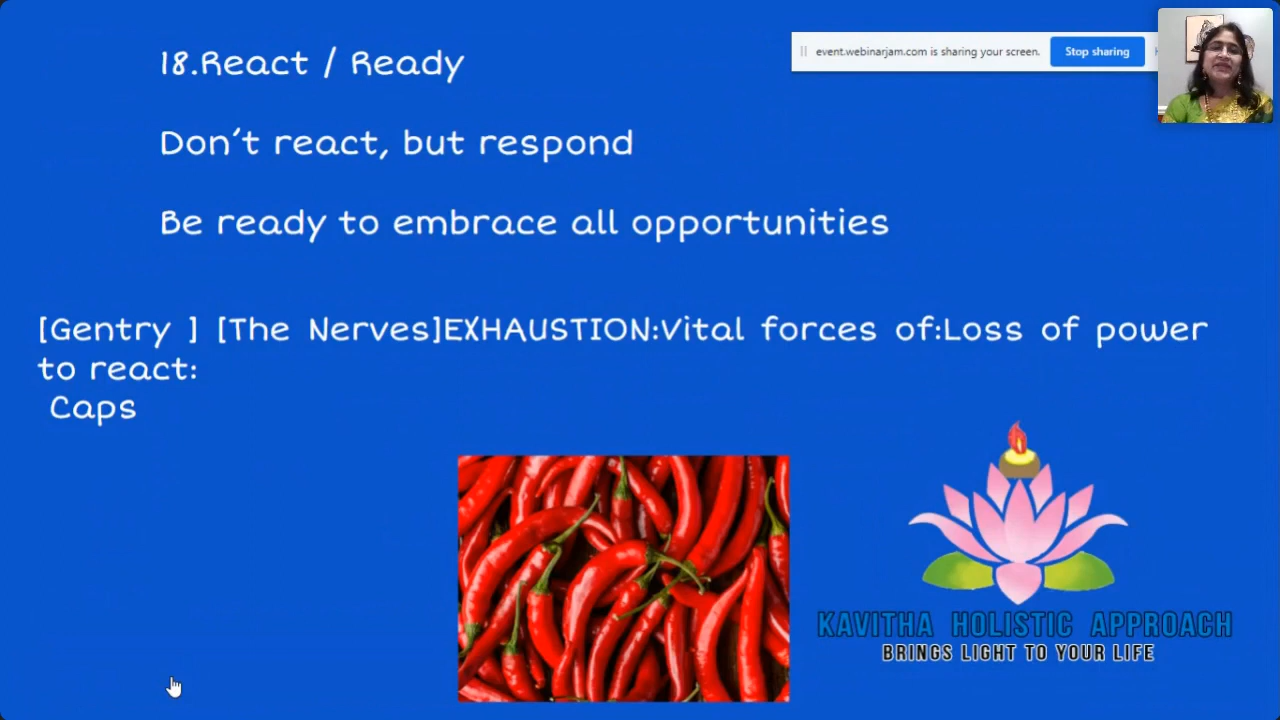 18.React / Ready
event.webinarjam.com is sharing your screen.
Stop sharing
Don't react, but respond
Be ready to embrace all opportunities
[Gentry ] [The Nerves]EXHAUSTION:Vital forces of:Loss of power
to react:
Caps
KAVITHA HOLISTIC APPROACH
BRINGS LIGHT TO YOUR LIFE